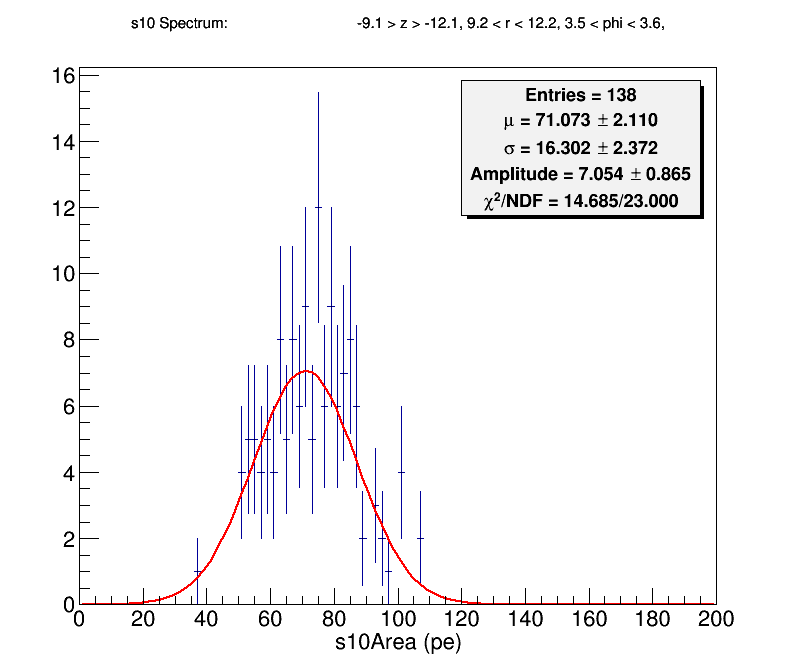 s10 Spectrum: -9.1 > z > -12.1, 9.2 < r < 12.2, 3.5 < phi < 3.6,
Entries = 138
μ = 71.073 ± 2.110
σ = 16.302 ± 2.372
Amplitude = 7.054 ± 0.865
χ²/NDF = 14.685/23.000
16
14
12
10
8
6
4
2
0
0 20 40 60 80 100 120 140 160 180 200
s10Area (pe)